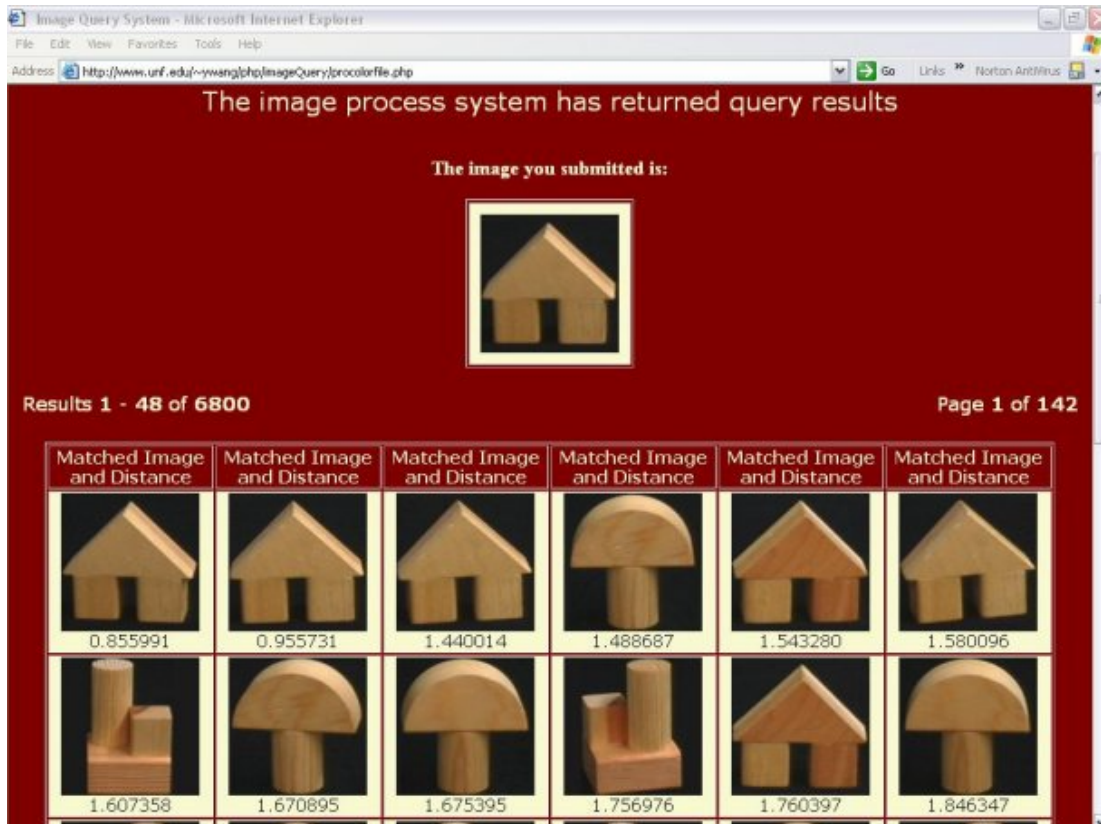 Image Query System - Microsoft Internet Explorer
File Edit View Favorites Tools Help
Address http://www.unf.edu/~ywang/php/imageQuery/procolorfile.php Go Links » Norton AntiVirus
The image process system has returned query results
The image you submitted is:
Results 1 - 48 of 6800 Page 1 of 142
Matched Image Matched Image Matched Image Matched Image Matched Image Matched Image
and Distance and Distance and Distance and Distance and Distance and Distance
0.855991 0.955731 1.440014 1.488687 1.543280 1.580096
1.607358 1.670895 1.675395 1.756976 1.760397 1.846347